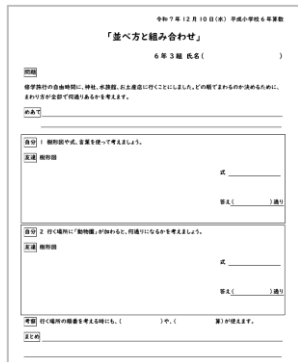 令和7年12月10日(水) 平成小学校6年算数
「並べ方と組み合わせ」
6年3組 氏名( )
問題
修学旅行の自由時間に、神社、水族館、お土産店に行くことにしました。どの順でまわるのか決めるために、
まわり方が全部で何通りあるかを考えます。
めあて
自分 1 樹形図や式、言葉を使って考えましょう。
友達 樹形図
式
答え( )通り
自分 2 行く場所に「動物園」が加わると、何通りになるかを考えましょう。
友達 樹形図
式
答え( )通り
考察 行く場所の順番を考える時にも、( )や、( 算)が使えます。
まとめ